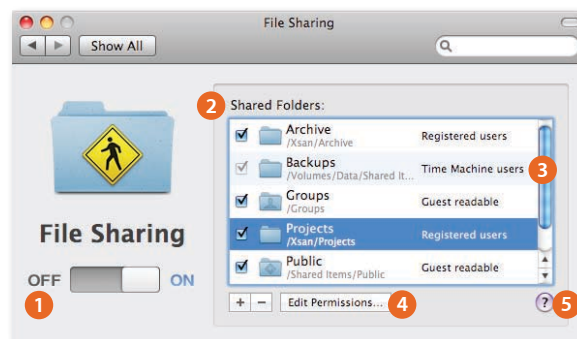 File Sharing
Show All
2 Shared Folders:
Archive Registered users
/Xsan/Archive
Backups Time Machine users 3
/Volumes/Data/Shared It...
Groups Guest readable
/Groups
Projects Registered users
/Xsan/Projects
Public Guest readable
/Shared Items/Public
File Sharing
OFF ON
1
+ − Edit Permissions... 4 ? 5